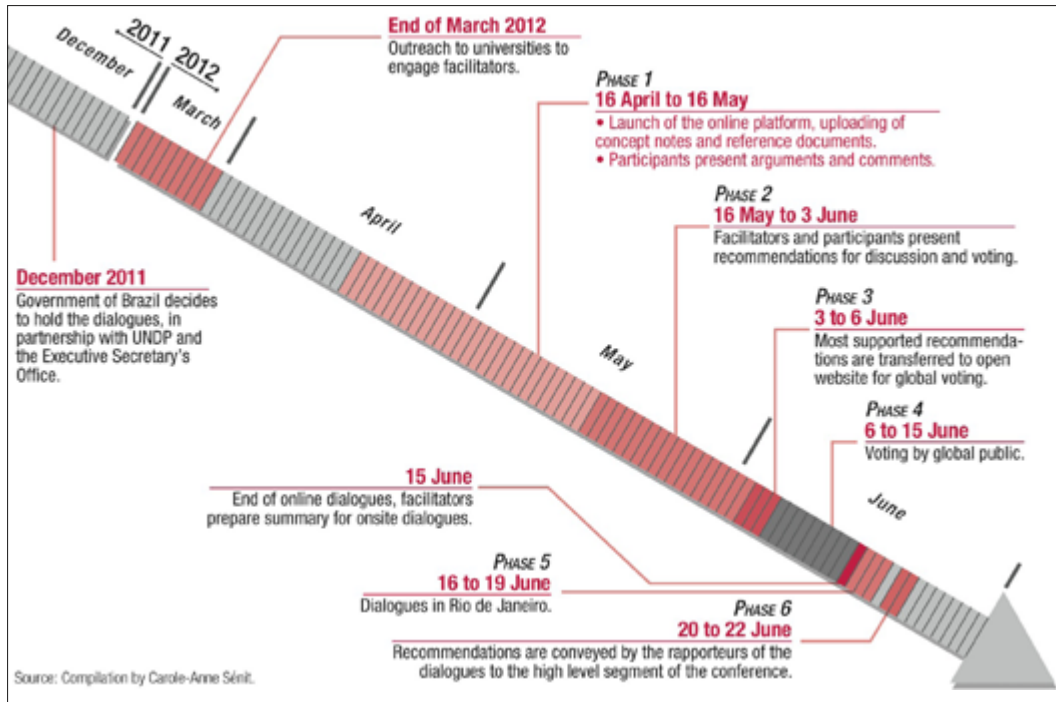 December
2011
2012
March
End of March 2012
Outreach to universities to
engage facilitators.
PHASE 1
16 April to 16 May
• Launch of the online platform, uploading of
concept notes and reference documents.
• Participants present arguments and comments.
April
PHASE 2
16 May to 3 June
Facilitators and participants present
recommendations for discussion and voting.
December 2011
Government of Brazil decides
to hold the dialogues, in
partnership with UNDP and
the Executive Secretary's
Office.
PHASE 3
3 to 6 June
Most supported recommenda-
tions are transferred to open
website for global voting.
May
PHASE 4
6 to 15 June
Voting by global public.
15 June
End of online dialogues, facilitators
prepare summary for onsite dialogues.
June
PHASE 5
16 to 19 June
Dialogues in Rio de Janeiro.
PHASE 6
20 to 22 June
Recommendations are conveyed by the rapporteurs of the
dialogues to the high level segment of the conference.
Source: Compilation by Carole-Anne Sénit.